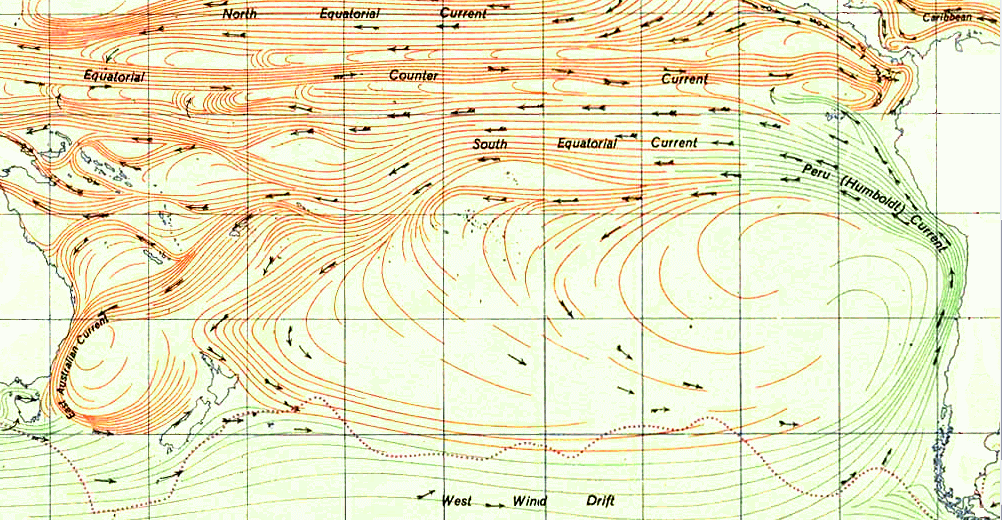 North Equatorial Current
Caribbean
Equatorial Counter Current
South Equatorial Current
Peru (Humboldt) Current
East Australian Current
West Wind Drift